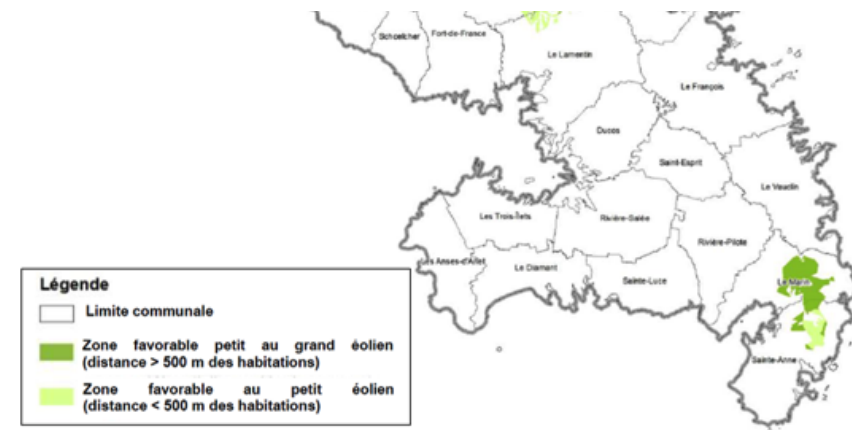 Schoelcher
Fort-de-France
Le Lamentin
Le François
Ducos
Saint-Esprit
Le Vauclin
Les Trois-Îlets
Rivière-Salée
Rivière-Pilote
Les Anses-d'Arlet
Le Diamant
Sainte-Luce
Le Marin
Sainte-Anne
Légende
Limite communale
Zone favorable petit au grand éolien
(distance > 500 m des habitations)
Zone favorable au petit éolien
(distance < 500 m des habitations)